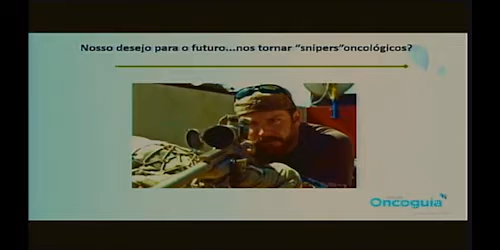 Nosso desejo para o futuro...nos tornar “snipers”oncológicos?
Oncoguia